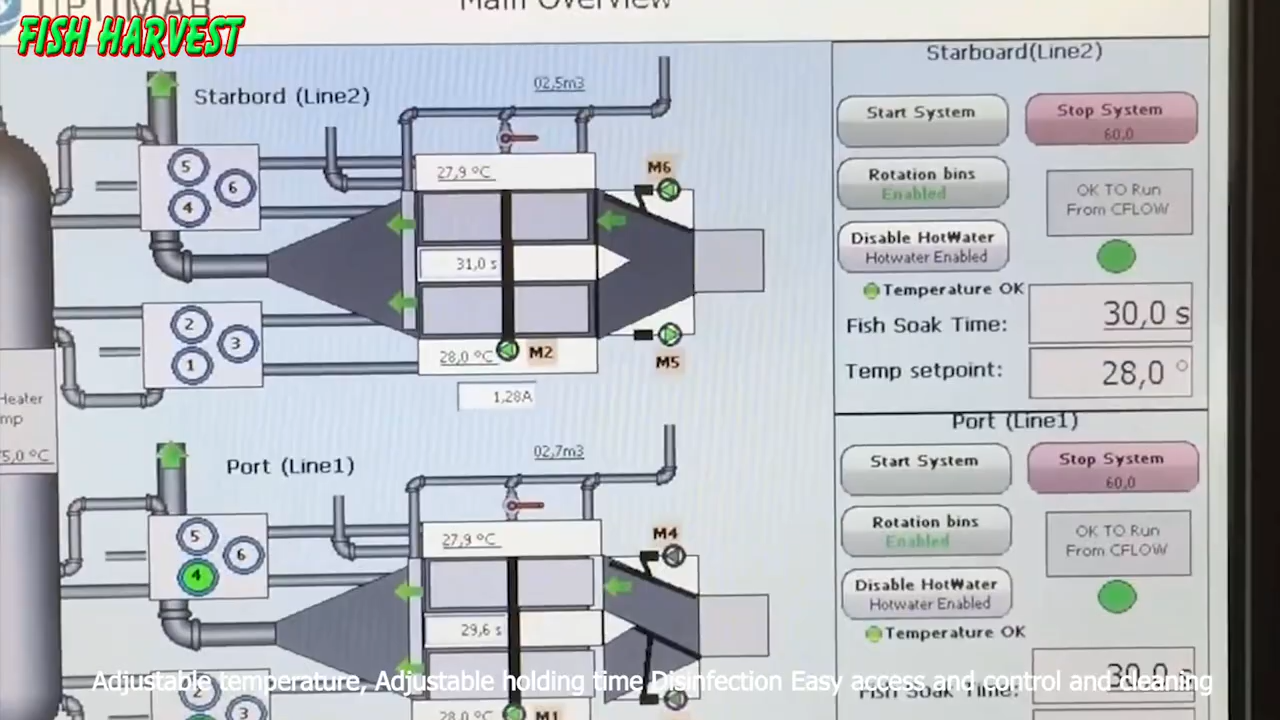 OPTIMAR
Main Overview
FISH HARVEST
Starbord (Line2)
02,5m3
5
6
4
27,9 °C
M6
31,0 s
2
3
1
28,0 °C
M2
M5
1,28A
Heater
5,0 °C
Port (Line1)
02,7m3
5
6
4
27,9 °C
M4
29,6 s
3
28,0 °C
M1
Starboard(Line2)
Start System
Stop System
60,0
Rotation bins
Enabled
OK TO Run
From CFLOW
Disable HotWater
Hotwater Enabled
Temperature OK
Fish Soak Time:
30,0 s
Temp setpoint:
28,0 °
Port (Line1)
Start System
Stop System
60,0
Rotation bins
Enabled
OK TO Run
From CFLOW
Disable HotWater
Hotwater Enabled
Temperature OK
Fish Soak Time:
30,0 s
Adjustable temperature, Adjustable holding time Disinfection Easy access and control and cleaning